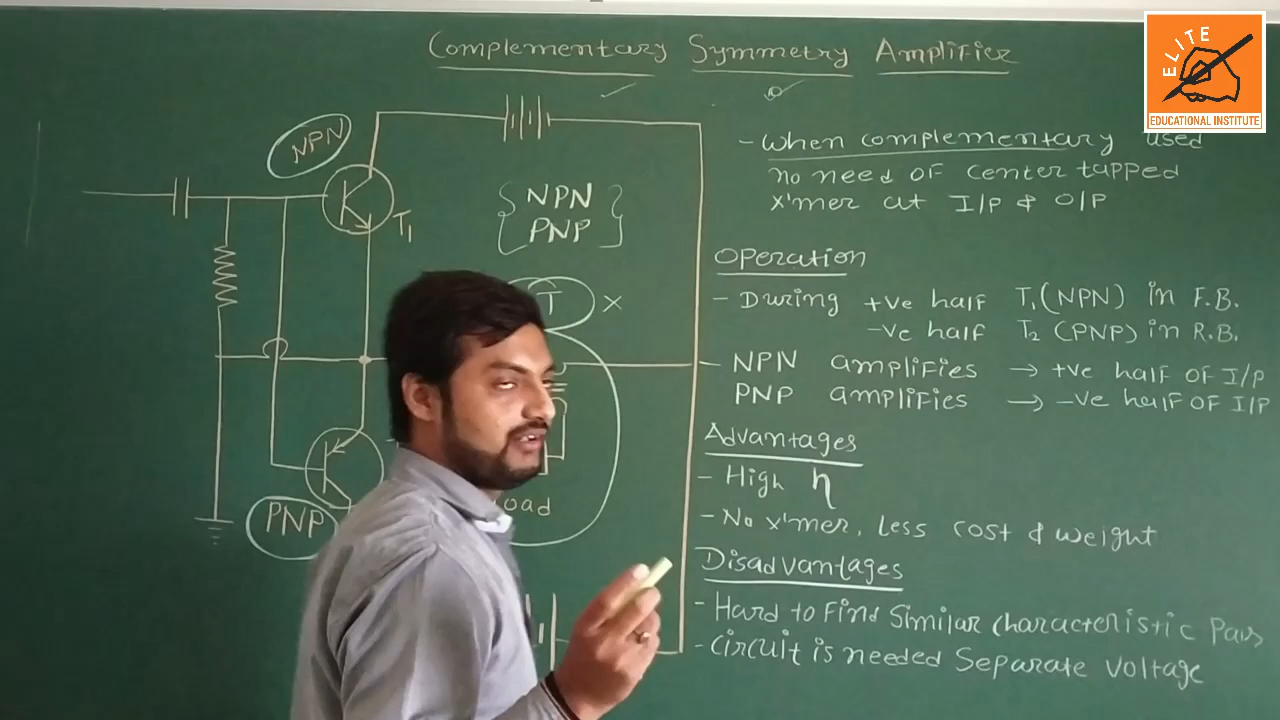 Complementary Symmetry Amplifier
ELITE
EDUCATIONAL INSTITUTE
NPN
T1
NPN
PNP
T X
PNP
oad
- When complementary used
no need of center tapped
x'mer at I/P & O/P
Operation
- During +ve half T1 (NPN) in F.B.
-ve half T2 (PNP) in R.B.
- NPN amplifies → +ve half of I/P
PNP amplifies → -ve half of I/P
Advantages
- High η
- No x'mer, less cost & weight
Disadvantages
- Hard to Find Similar characteristic Pairs
- Circuit is needed Separate Voltage